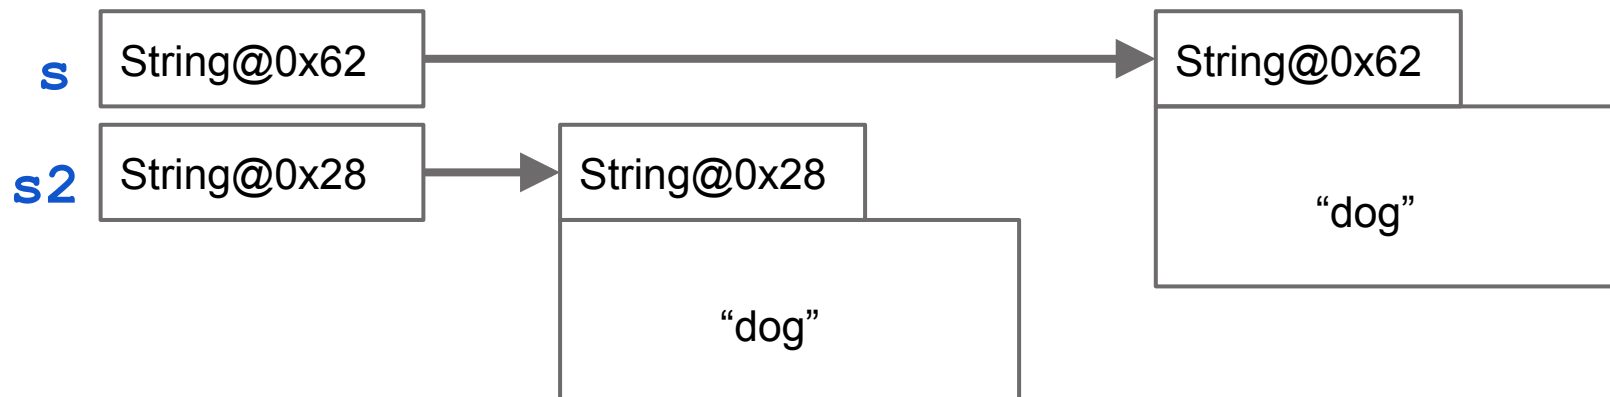 s String@0x62 String@0x62
s2 String@0x28 String@0x28
“dog”
“dog”